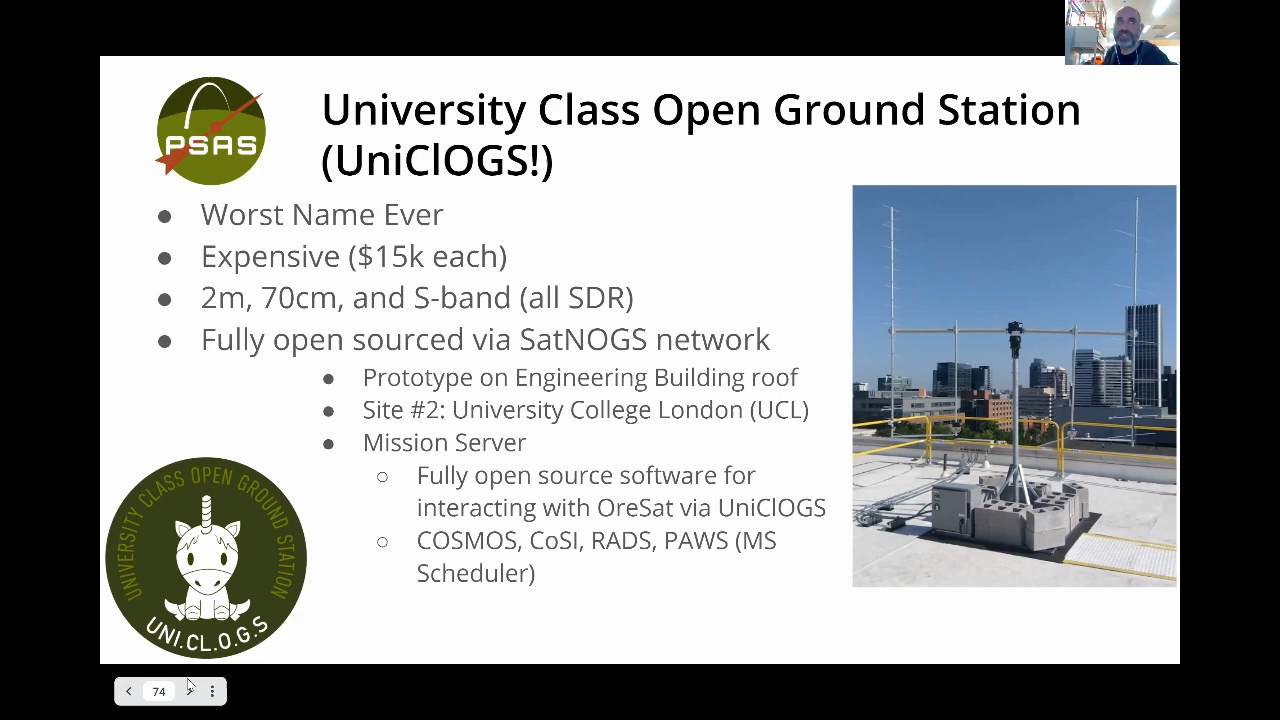 PSAS
University Class Open Ground Station
(UniClOGS!)
● Worst Name Ever
● Expensive ($15k each)
● 2m, 70cm, and S-band (all SDR)
● Fully open sourced via SatNOGS network
● Prototype on Engineering Building roof
● Site #2: University College London (UCL)
● Mission Server
○ Fully open source software for
interacting with OreSat via UniClOGS
○ COSMOS, CoSI, RADS, PAWS (MS
Scheduler)
UNIVERSITY CLASS OPEN GROUND STATION
UNI.CL.O.G.S
74